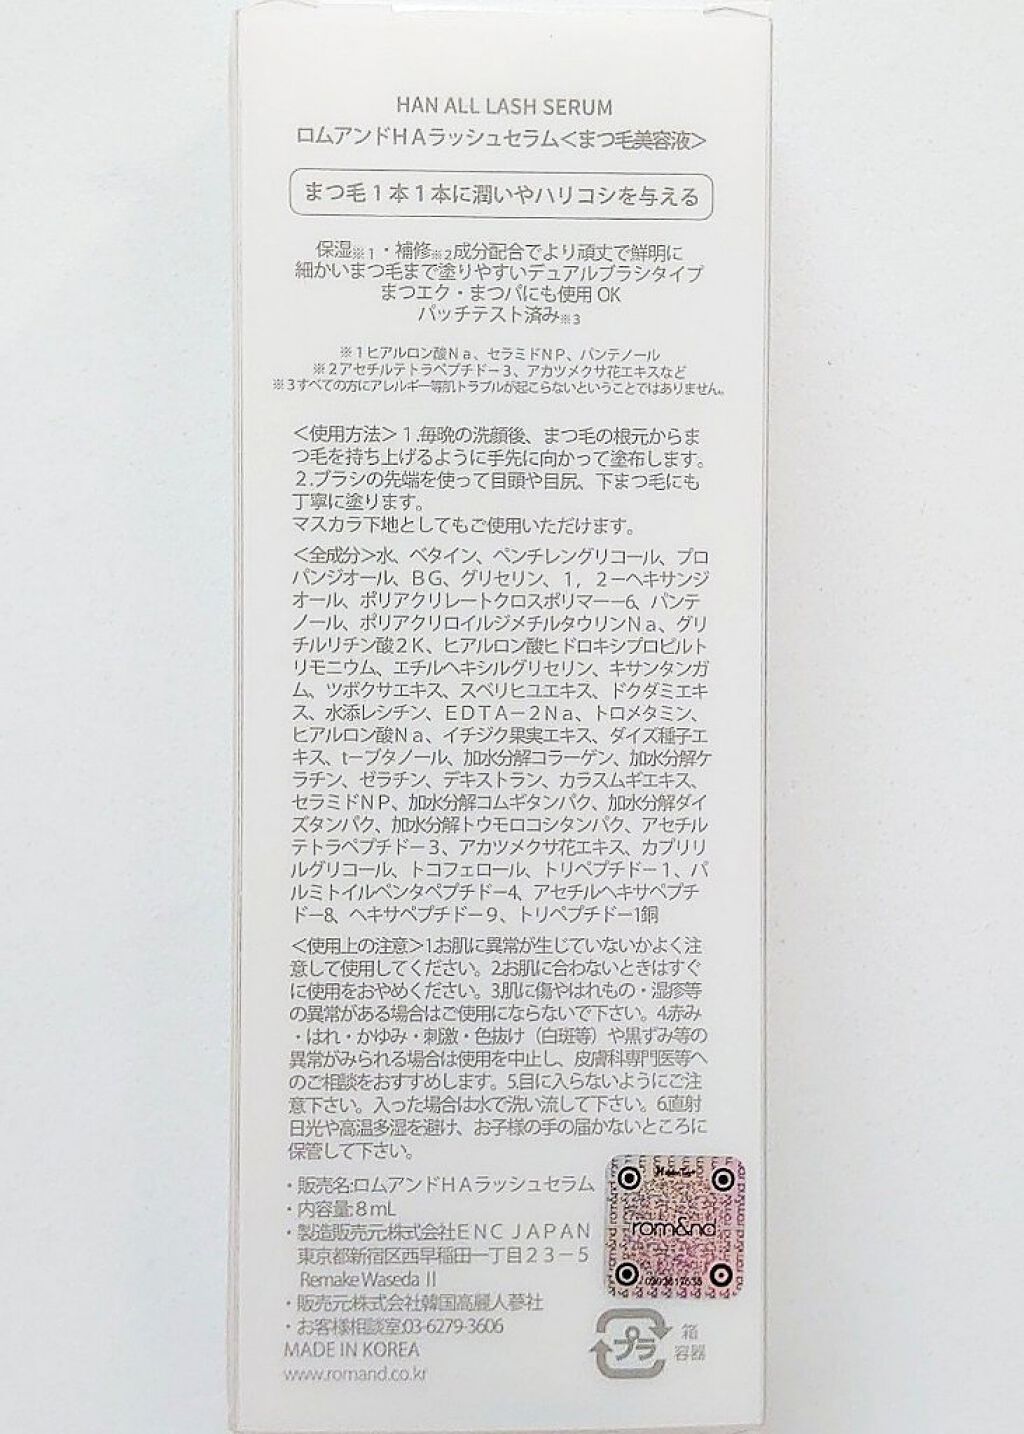 HAN ALL LASH SERUM
ロムアンドＨＡラッシュセラム＜まつ毛美容液＞
まつ毛１本１本に潤いやハリコシを与える
保湿※1・補修※2成分配合でより頑丈で鮮明に
細かいまつ毛まで塗りやすいデュアルブラシタイプ
まつエク・まつパにも使用 OK
パッチテスト済み※3
※１ヒアルロン酸Ｎａ、セラミドＮＰ、パンテノール
※２アセチルテトラペプチドー3、アカツメクサ花エキスなど
※３すべての方にアレルギー等肌トラブルが起こらないということではありません。
＜使用方法＞１.毎晩の洗顔後、まつ毛の根元からま
つ毛を持ち上げるように手先に向かって塗布します。
２.ブラシの先端を使って目頭や目尻、下まつ毛にも
丁寧に塗ります。
マスカラ下地としてもご使用いただけます。
＜全成分＞水、ベタイン、ペンチレングリコール、プロ
パンジオール、ＢＧ、グリセリン、１，２ーヘキサンジ
オール、ポリアクリレートクロスポリマーー6、パンテ
ノール、ポリアクリロイルジメチルタウリンＮａ、グリ
チルリチン酸２Ｋ、ヒアルロン酸ヒドロキシプロピルト
リモニウム、エチルヘキシルグリセリン、キサンタンガ
ム、ツボクサエキス、スベリヒユエキス、ドクダミエキ
ス、水添レシチン、ＥＤＴＡー２Ｎａ、トロメタミン、
ヒアルロン酸Ｎａ、イチジク果実エキス、ダイズ種子エ
キス、tーブタノール、加水分解コラーゲン、加水分解ケ
ラチン、ゼラチン、デキストラン、カラスムギエキス、
セラミドＮＰ、加水分解コムギタンパク、加水分解ダイ
ズタンパク、加水分解トウモロコシタンパク、アセチル
テトラペプチドー３、アカツメクサ花エキス、カプリリ
ルグリコール、トコフェロール、トリペプチドー１、パ
ルミトイルペンタペプチドー4、アセチルヘキサペプチ
ドー8、ヘキサペプチドー９、トリペプチドー1銅
＜使用上の注意＞1.お肌に異常が生じていないかよく注
意して使用してください。2お肌に合わないときはすぐ
に使用をおやめください。3.肌に傷やはれもの・湿疹等
の異常がある場合はご使用にならないで下さい。4.赤み
・はれ・かゆみ・刺激・色抜け（白斑等）や黒ずみ等の
異常がみられる場合は使用を中止し、皮膚科専門医等へ
のご相談をおすすめします。5.目に入らないようにご注
意下さい。入った場合は水で洗い流して下さい。6.直射
日光や高温多湿を避け、お子様の手の届かないところに
保管して下さい。
・販売名:ロムアンドＨＡラッシュセラム
・内容量:8 mL
・製造販売元:株式会社ＥＮＣ ＪＡＰＡＮ
東京都新宿区西早稲田一丁目２３－５
Remake Waseda Ⅱ
・販売元:株式会社韓国高麗人蔘社
・お客様相談室:03-6279-3606
MADE IN KOREA
www.romand.co.kr
rom&nd
プラ
箱
容器